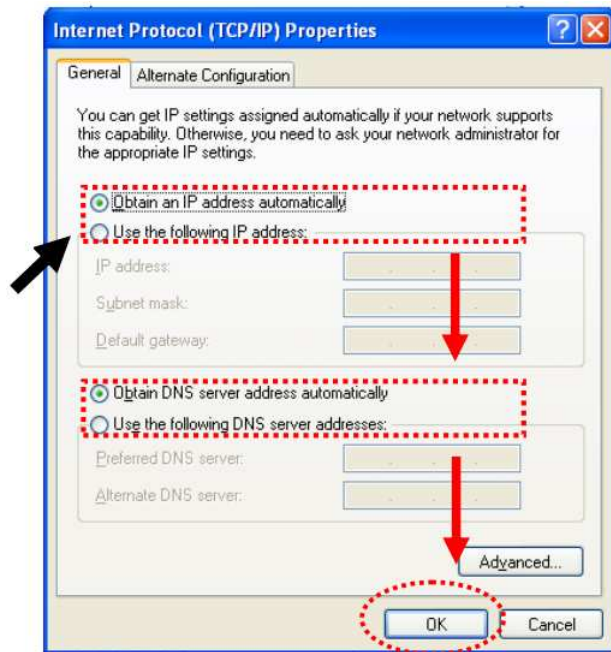 Internet Protocol (TCP/IP) Properties
General Alternate Configuration
You can get IP settings assigned automatically if your network supports
this capability. Otherwise, you need to ask your network administrator for
the appropriate IP settings.
Obtain an IP address automatically
Use the following IP address:
IP address:
Subnet mask:
Default gateway:
Obtain DNS server address automatically
Use the following DNS server addresses:
Preferred DNS server:
Alternate DNS server:
Advanced...
OK Cancel